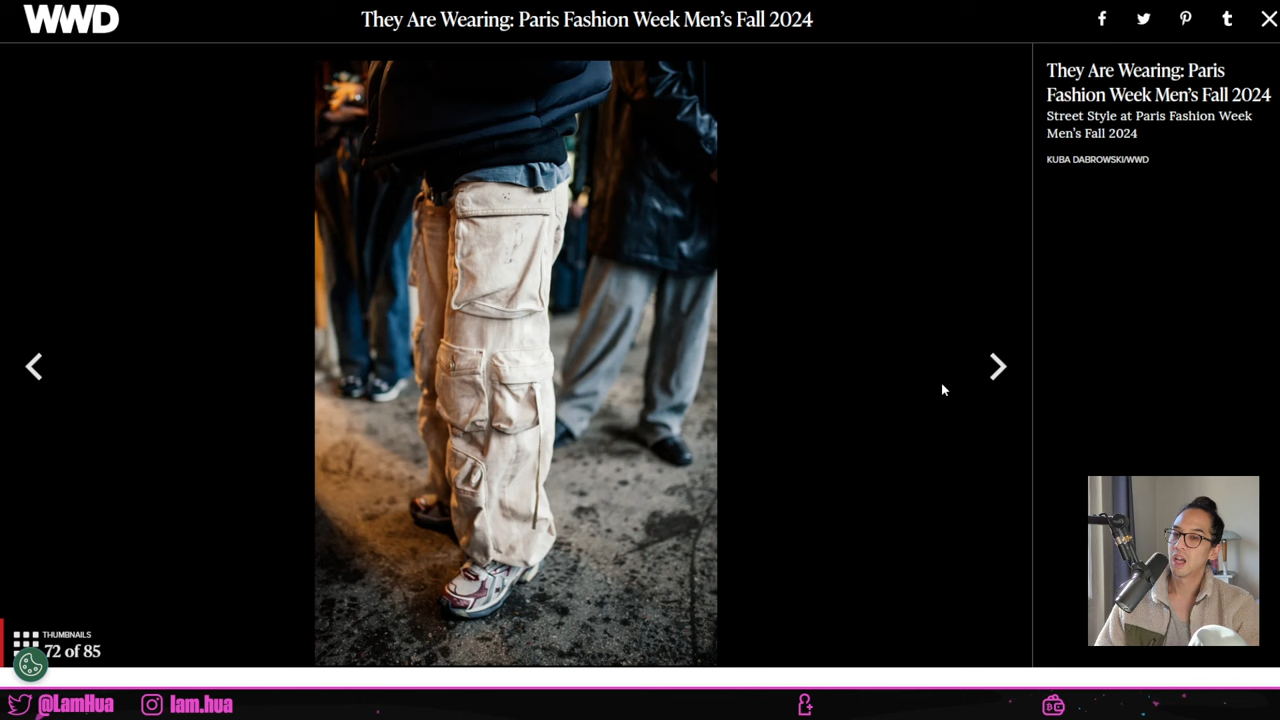 WWD
They Are Wearing: Paris Fashion Week Men's Fall 2024
They Are Wearing: Paris
Fashion Week Men's Fall 2024
Street Style at Paris Fashion Week
Men's Fall 2024
KUBA DABROWSKI/WWD
THUMBNAILS
72 of 85
@LamHua
lam.hua